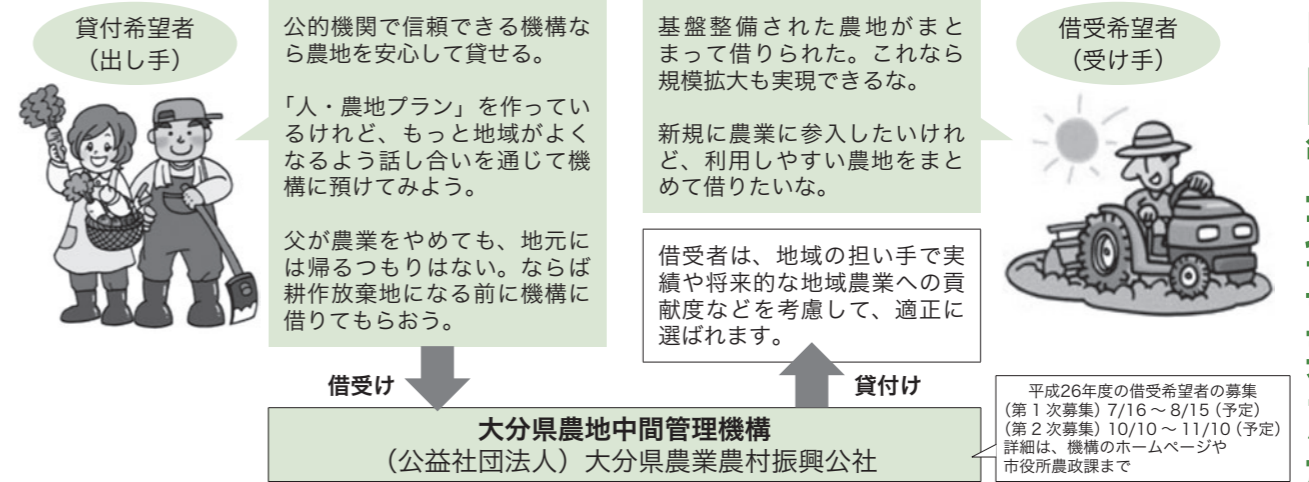 貸付希望者
（出し手）
公的機関で信頼できる機構な
ら農地を安心して貸せる。
「人・農地プラン」を作ってい
るけれど、もっと地域がよく
なるよう話し合いを通じて機
構に預けてみよう。
父が農業をやめても、地元に
は帰るつもりはない。ならば
耕作放棄地になる前に機構に
借りてもらおう。
基盤整備された農地がまと
まって借りられた。これなら
規模拡大も実現できるな。
新規に農業に参入したいけれ
ど、利用しやすい農地をまと
めて借りたいな。
借受希望者
（受け手）
借受者は、地域の担い手で実
績や将来的な地域農業への貢
献度などを考慮して、適正に
選ばれます。
借受け
貸付け
大分県農地中間管理機構
（公益社団法人）大分県農業農村振興公社
平成26年度の借受希望者の募集
（第１次募集）7/16～8/15（予定）
（第２次募集）10/10～11/10（予定）
詳細は、機構のホームページや
市役所農政課まで